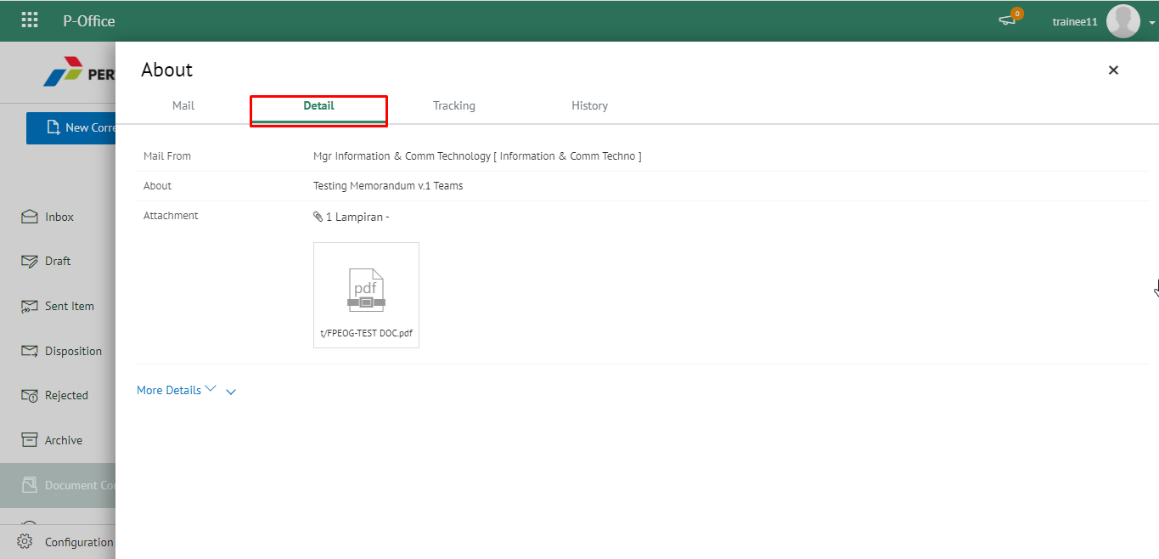 P-Office
0
trainee11
PER
About
Mail
Detail
Tracking
History
New Corre
Mail From
Mgr Information & Comm Technology [ Information & Comm Techno ]
About
Testing Memorandum v.1 Teams
Attachment
1 Lampiran -
Inbox
Draft
pdf
Sent Item
t/FPEOG-TEST DOC.pdf
Disposition
More Details
Rejected
Archive
Document Co
Configuration